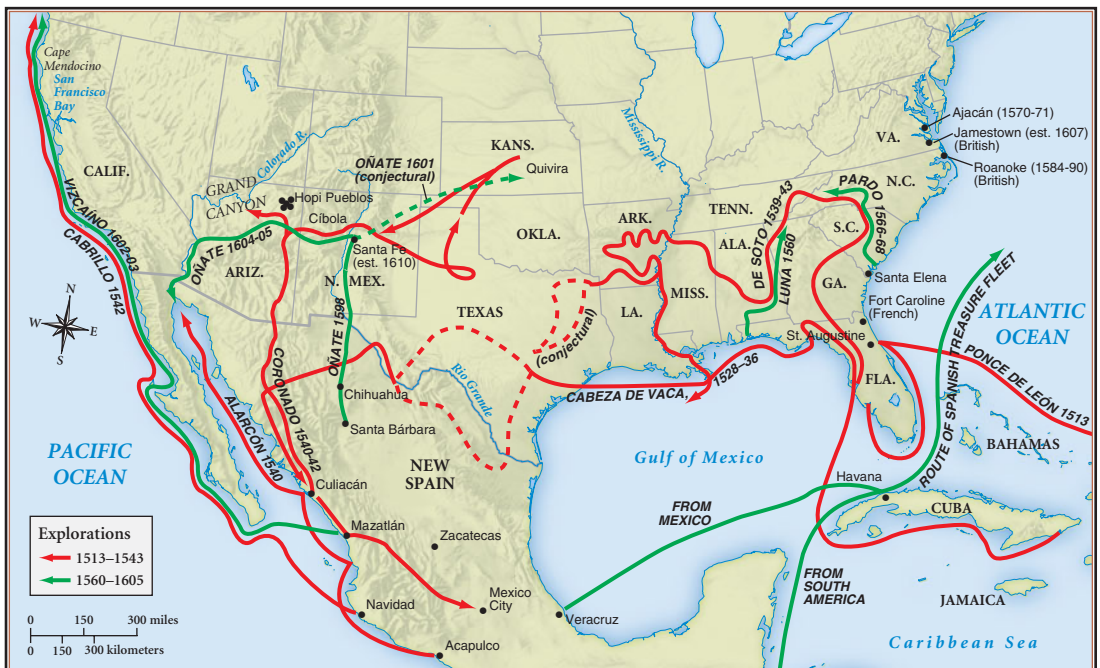 Cape
Mendocino
San
Francisco
Bay
CALIF.
VIZCAÍNO 1602-03
CABRILLO 1542
GRAND
CANYON
Colorado R.
Hopi Pueblos
Cíbola
OÑATE 1601
(conjectural)
KANS.
Quivira
OÑATE 1604-05
ARIZ.
Santa Fe
(est. 1610)
N. MEX.
OKLA.
TEXAS
Mississippi R.
ARK.
TENN.
ALA.
MISS.
LA.
DE SOTO 1539-43
LUNA 1560
PARDO 1566-68
VA.
N.C.
S.C.
GA.
FLA.
Ajacán (1570-71)
Jamestown (est. 1607)
(British)
Roanoke (1584-90)
(British)
Santa Elena
Fort Caroline
(French)
St. Augustine
ATLANTIC
OCEAN
ROUTE OF SPANISH TREASURE FLEET
PONCE DE LEÓN 1513
BAHAMAS
N
W
E
S
ALARCÓN 1540
CORONADO 1540-42
OÑATE 1598
Chihuahua
Santa Bárbara
Rio Grande
(conjectural)
CABEZA DE VACA,
1528–36
PACIFIC
OCEAN
NEW
SPAIN
Gulf of Mexico
Culiacán
Mazatlán
Zacatecas
Navidad
Mexico
City
Acapulco
Veracruz
FROM
MEXICO
Havana
CUBA
FROM
SOUTH
AMERICA
JAMAICA
Caribbean Sea
Explorations
1513–1543
1560–1605
0 150 300 miles
0 150 300 kilometers